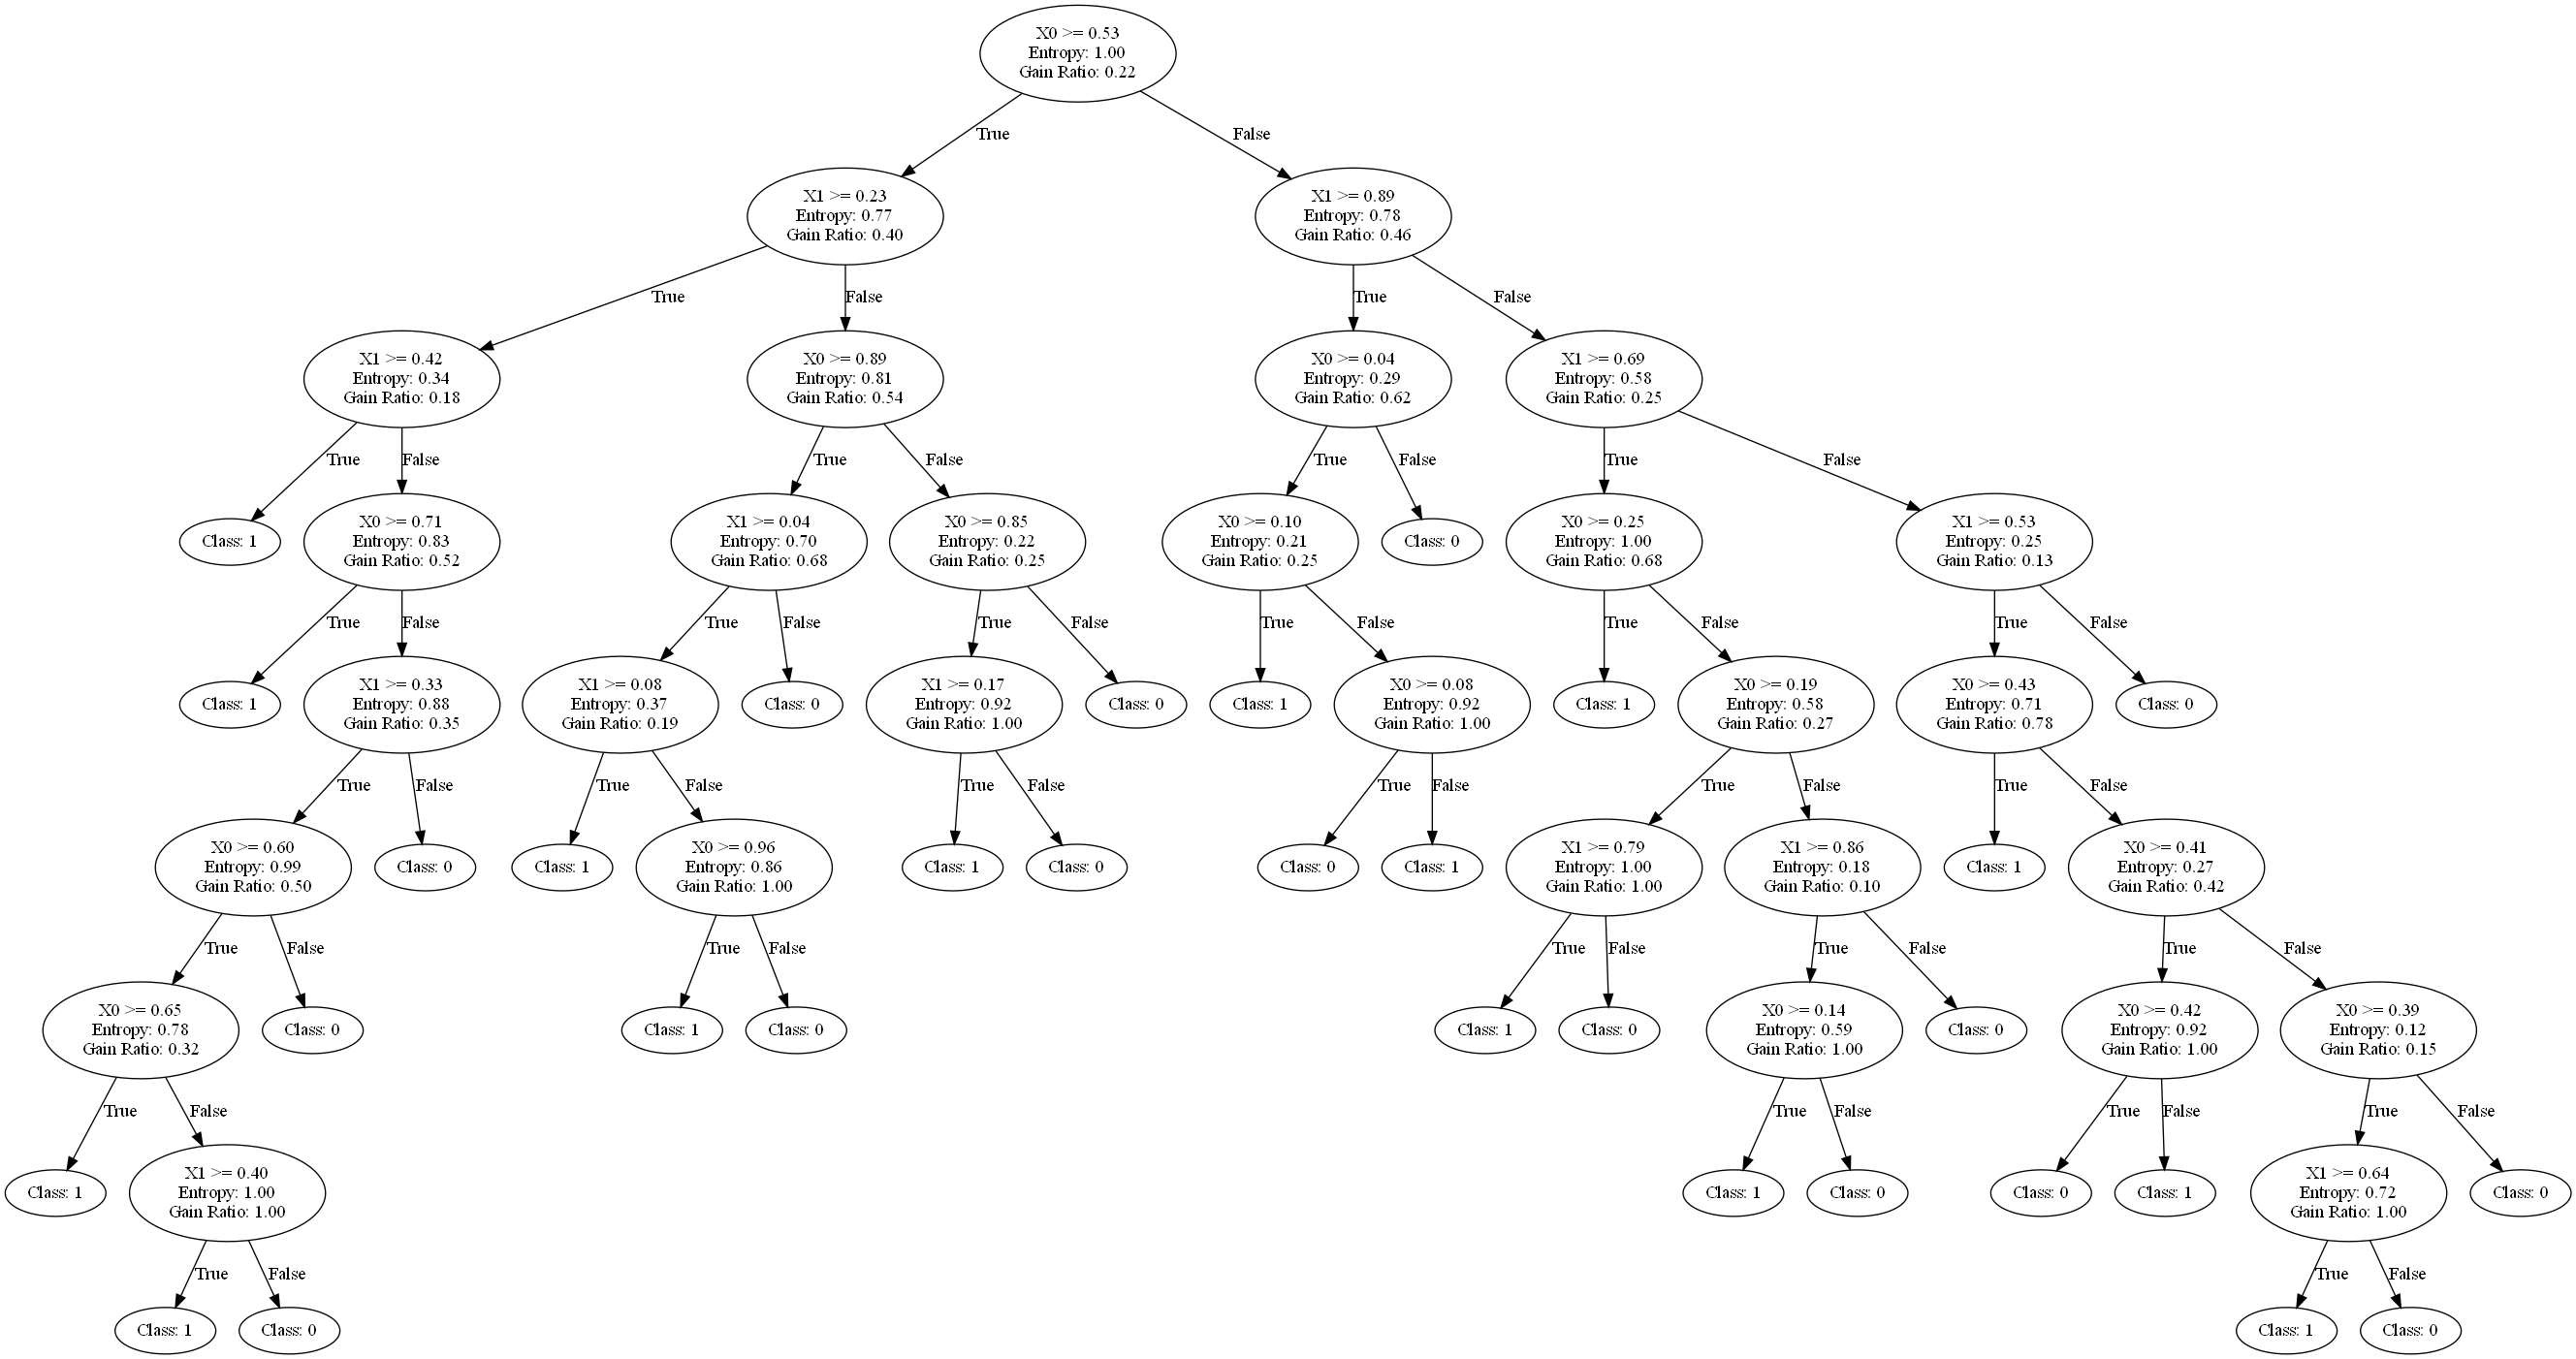 X0 >= 0.53
Entropy: 1.00
Gain Ratio: 0.22
True
False
X1 >= 0.23
Entropy: 0.77
Gain Ratio: 0.40
X1 >= 0.89
Entropy: 0.78
Gain Ratio: 0.46
True
False
True
False
X1 >= 0.42
Entropy: 0.34
Gain Ratio: 0.18
X0 >= 0.89
Entropy: 0.81
Gain Ratio: 0.54
X0 >= 0.04
Entropy: 0.29
Gain Ratio: 0.62
X1 >= 0.69
Entropy: 0.58
Gain Ratio: 0.25
True
False
True
False
True
False
True
False
Class: 1
X0 >= 0.71
Entropy: 0.83
Gain Ratio: 0.52
X1 >= 0.04
Entropy: 0.70
Gain Ratio: 0.68
X0 >= 0.85
Entropy: 0.22
Gain Ratio: 0.25
X0 >= 0.10
Entropy: 0.21
Gain Ratio: 0.25
Class: 0
X0 >= 0.25
Entropy: 1.00
Gain Ratio: 0.68
X1 >= 0.53
Entropy: 0.25
Gain Ratio: 0.13
True
False
True
False
True
False
True
False
True
False
True
False
Class: 1
X1 >= 0.33
Entropy: 0.88
Gain Ratio: 0.35
X1 >= 0.08
Entropy: 0.37
Gain Ratio: 0.19
Class: 0
X1 >= 0.17
Entropy: 0.92
Gain Ratio: 1.00
Class: 0
Class: 1
X0 >= 0.08
Entropy: 0.92
Gain Ratio: 1.00
Class: 1
X0 >= 0.19
Entropy: 0.58
Gain Ratio: 0.27
X0 >= 0.43
Entropy: 0.71
Gain Ratio: 0.78
Class: 0
True
False
True
False
True
False
True
False
True
False
True
False
X0 >= 0.60
Entropy: 0.99
Gain Ratio: 0.50
Class: 0
Class: 1
X0 >= 0.96
Entropy: 0.86
Gain Ratio: 1.00
Class: 1
Class: 0
Class: 0
Class: 1
X1 >= 0.79
Entropy: 1.00
Gain Ratio: 1.00
X1 >= 0.86
Entropy: 0.18
Gain Ratio: 0.10
Class: 1
X0 >= 0.41
Entropy: 0.27
Gain Ratio: 0.42
True
False
True
False
True
False
True
False
True
False
X0 >= 0.65
Entropy: 0.78
Gain Ratio: 0.32
Class: 0
Class: 1
Class: 0
Class: 1
Class: 0
X0 >= 0.14
Entropy: 0.59
Gain Ratio: 1.00
Class: 0
X0 >= 0.42
Entropy: 0.92
Gain Ratio: 1.00
X0 >= 0.39
Entropy: 0.12
Gain Ratio: 0.15
True
False
True
False
True
False
True
False
Class: 1
X1 >= 0.40
Entropy: 1.00
Gain Ratio: 1.00
Class: 1
Class: 0
Class: 0
Class: 1
X1 >= 0.64
Entropy: 0.72
Gain Ratio: 1.00
Class: 0
True
False
True
False
Class: 1
Class: 0
Class: 1
Class: 0